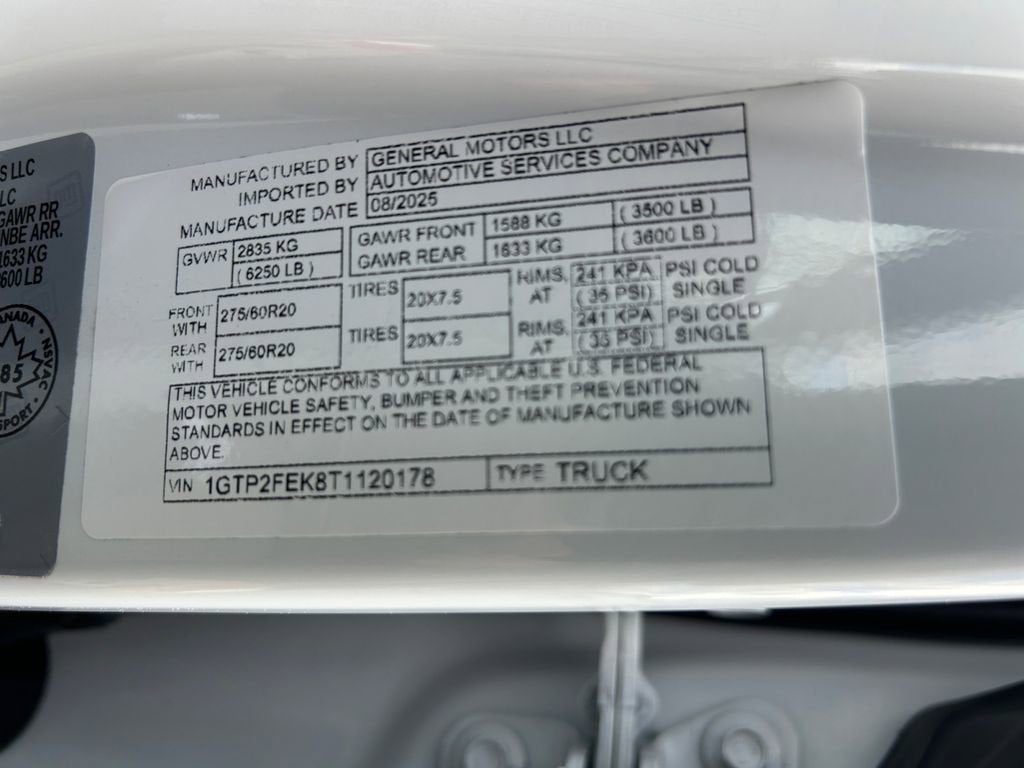 S LLC
LC
GAWR RR
NBE ARR.
1633 KG
3600 LB
CANADA
NSVAC
85
SPORT
MANUFACTURED BY GENERAL MOTORS LLC
IMPORTED BY AUTOMOTIVE SERVICES COMPANY
MANUFACTURE DATE 08/2025
GVWR 2835 KG GAWR FRONT 1588 KG (3500 LB)
(6250 LB) GAWR REAR 1633 KG (3600 LB)
FRONT WITH 275/60R20 TIRES 20X7.5 RIMS, AT 241 KPA (35 PSI) PSI COLD SINGLE
REAR WITH 275/60R20 TIRES 20X7.5 RIMS, AT 241 KPA (35 PSI) PSI COLD SINGLE
THIS VEHICLE CONFORMS TO ALL APPLICABLE U.S. FEDERAL
MOTOR VEHICLE SAFETY, BUMPER AND THEFT PREVENTION
STANDARDS IN EFFECT ON THE DATE OF MANUFACTURE SHOWN
ABOVE.
VIN 1GTP2FEK8T1120178 TYPE TRUCK